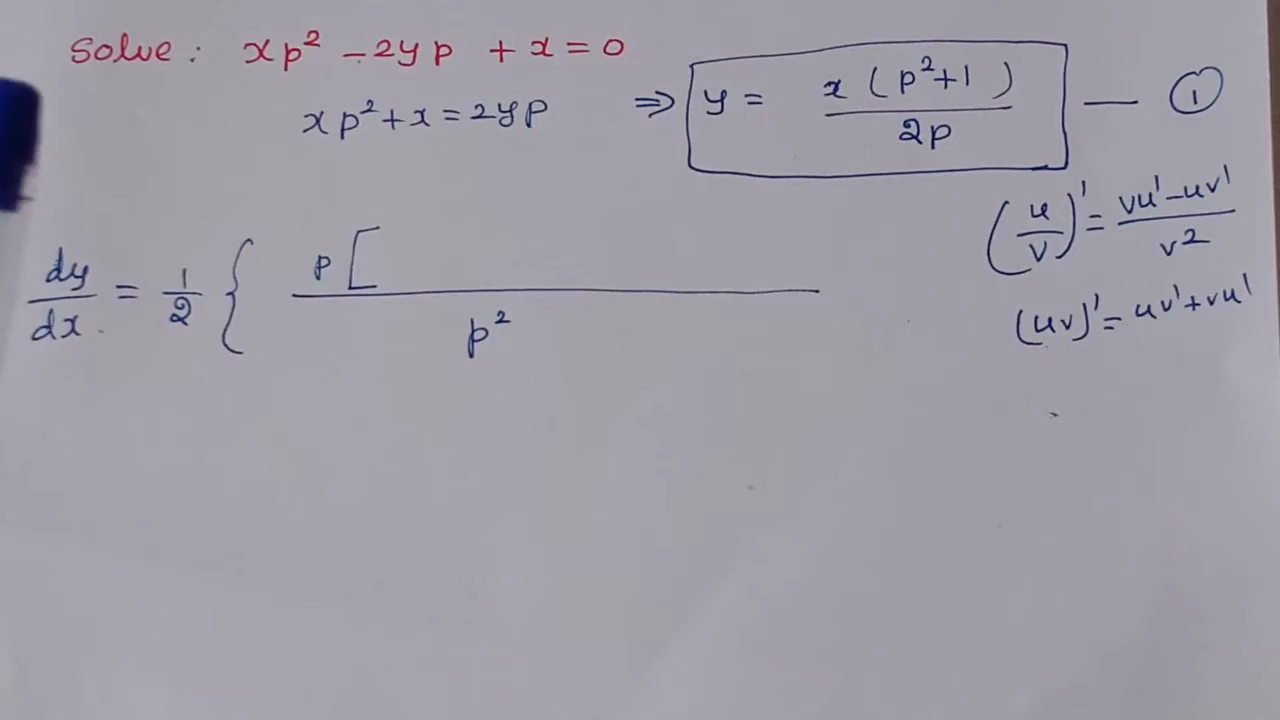 Solve : xp² - 2yp + x = 0
xp² + x = 2yp ⇒ y = x(p²+1)/2p — ①
(u/v)' = (vu' - uv')/v²
dy/dx = 1/2 { p[ / p²
(uv)' = uv' + vu'